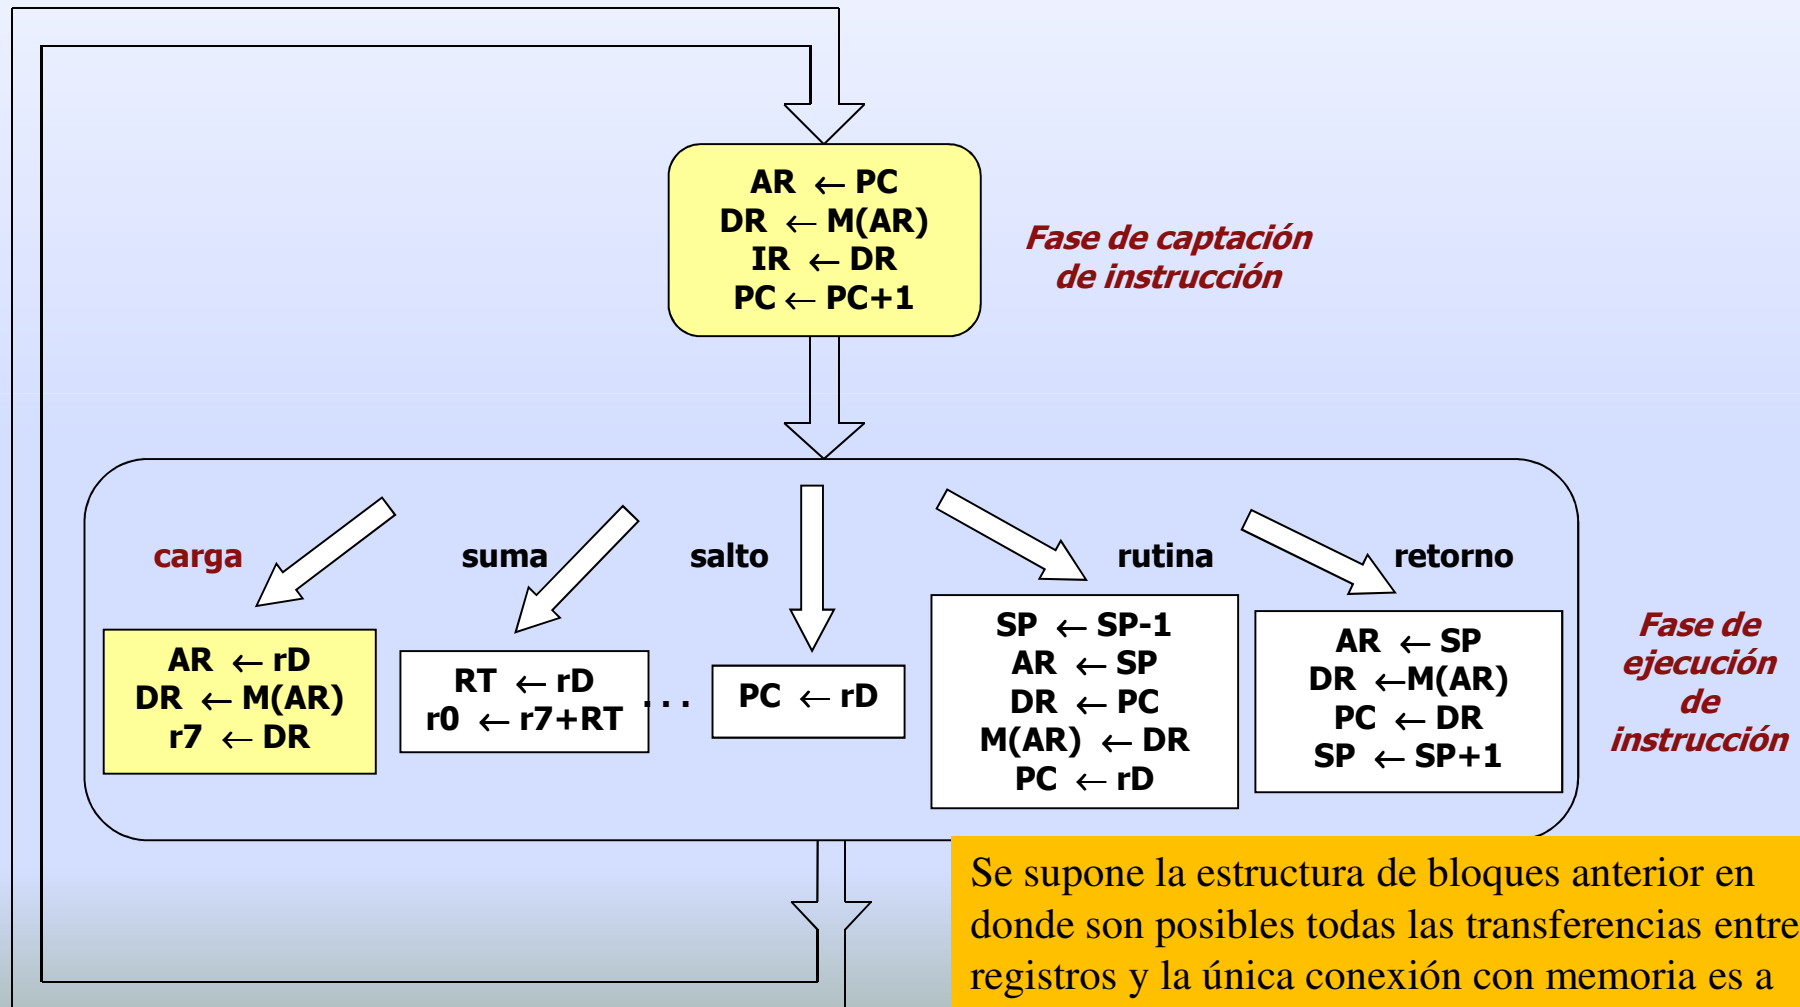 AR ← PC
DR ← M(AR)
IR ← DR
PC ← PC+1
Fase de captación
de instrucción
carga
suma
salto
rutina
retorno
AR ← rD
DR ← M(AR)
r7 ← DR
RT ← rD
r0 ← r7+RT
...
PC ← rD
SP ← SP-1
AR ← SP
DR ← PC
M(AR) ← DR
PC ← rD
AR ← SP
DR ←M(AR)
PC ← DR
SP ← SP+1
Fase de
ejecución
de
instrucción
Se supone la estructura de bloques anterior en
donde son posibles todas las transferencias entre
registros y la única conexión con memoria es a